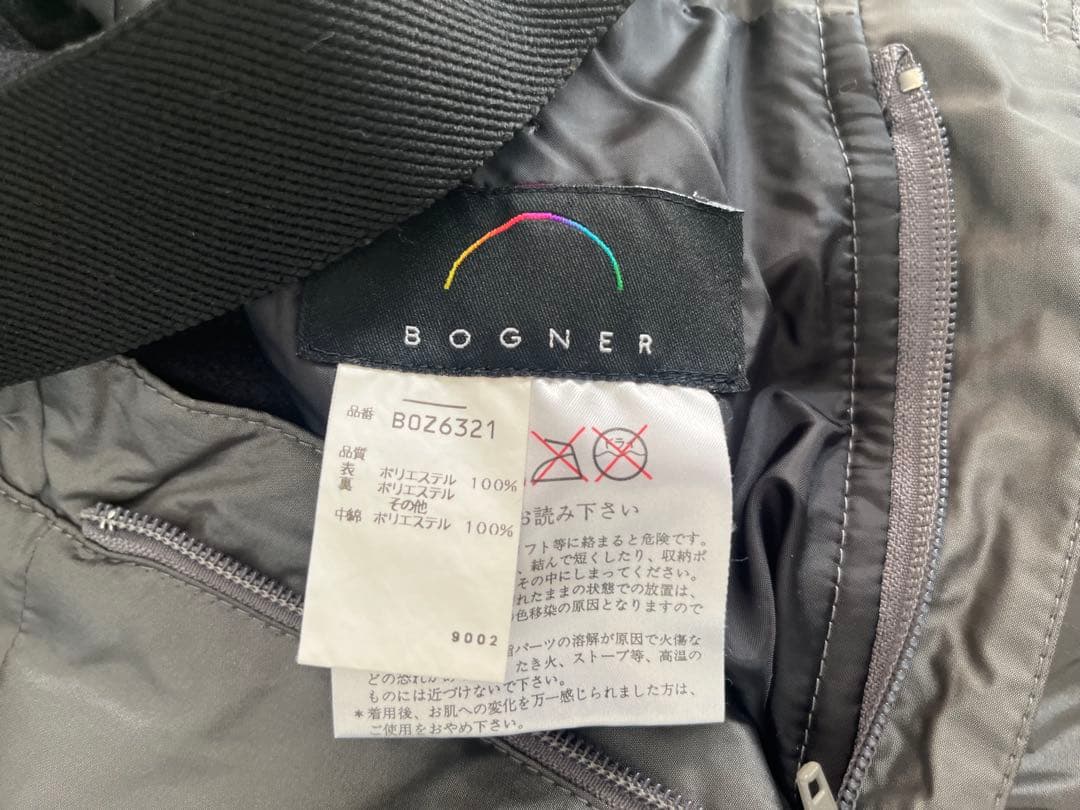 BOGNER
品番 BOZ6321
品質
表 ポリエステル 100%
裏 ポリエステル
その他
中綿 ポリエステル 100%
9002
ドライ
お読み下さい
フト等に絡まると危険です。
、結んで短くしたり、収納ポ
その中にしまってください。
れたままの状態での放置は、
色移染の原因となりますので
パーツの溶解が原因で火傷な
どの恐れが
たき火、ストーブ等、高温の
ものには近づけないで下さい。
*着用後、お肌への変化を万一感じられました方は、
ご使用をおやめ下さい。